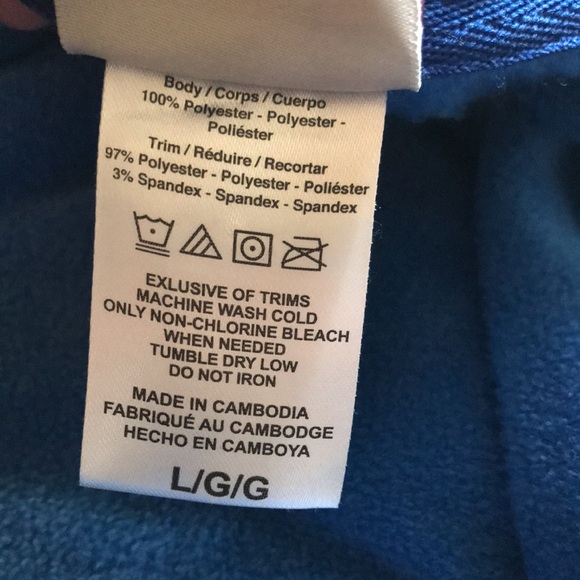 Body / Corps / Cuerpo
100% Polyester - Polyester -
Poliéster
Trim / Réduire / Recortar
97% Polyester - Polyester - Poliéster
3% Spandex - Spandex - Spandex
EXLUSIVE OF TRIMS
MACHINE WASH COLD
ONLY NON-CHLORINE BLEACH
WHEN NEEDED
TUMBLE DRY LOW
DO NOT IRON
MADE IN CAMBODIA
FABRIQUÉ AU CAMBODGE
HECHO EN CAMBOYA
L/G/G